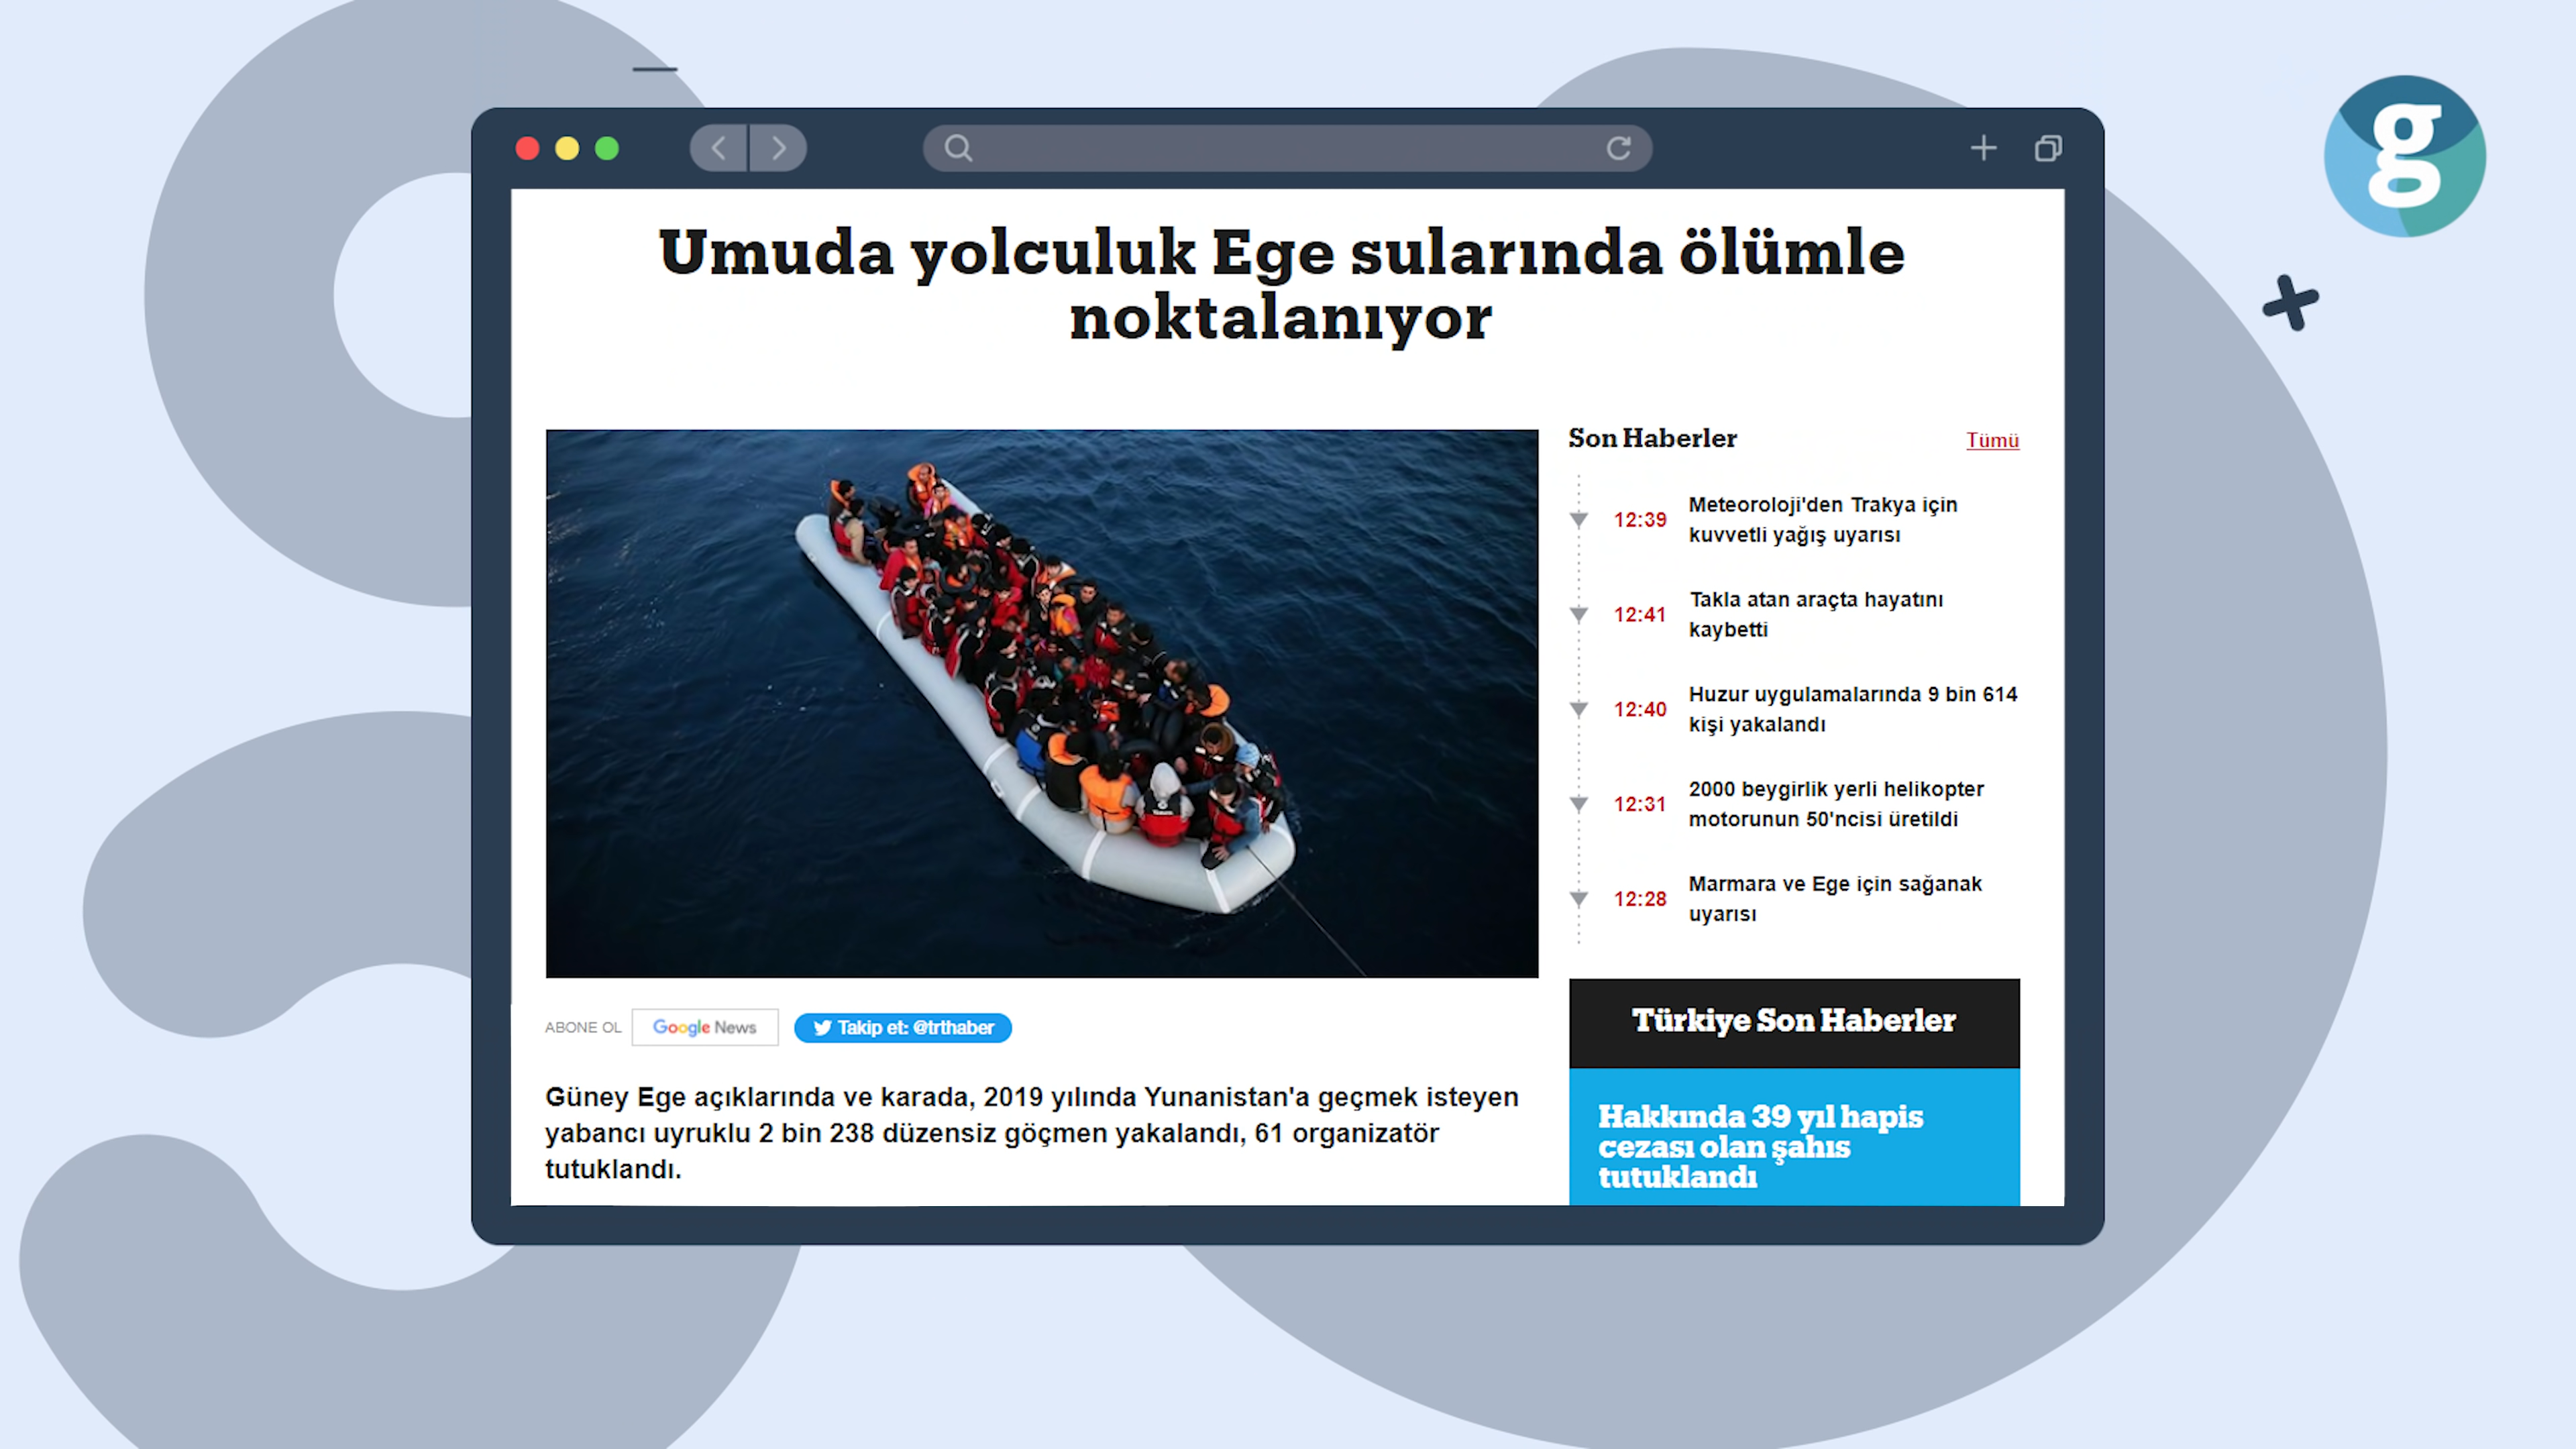 g
Umuda yolculuk Ege sularında ölümle
noktalanıyor
Son Haberler
Tümü
12:39
Meteoroloji'den Trakya için
kuvvetli yağış uyarısı
12:41
Takla atan araçta hayatını
kaybetti
12:40
Huzur uygulamalarında 9 bin 614
kişi yakalandı
12:31
2000 beygirlik yerli helikopter
motorunun 50'ncisi üretildi
12:28
Marmara ve Ege için sağanak
uyarısı
ABONE OL
Google News
Takip et: @trthaber
Güney Ege açıklarında ve karada, 2019 yılında Yunanistan'a geçmek isteyen
yabancı uyruklu 2 bin 238 düzensiz göçmen yakalandı, 61 organizatör
tutuklandı.
Türkiye Son Haberler
Hakkında 39 yıl hapis
cezası olan şahıs
tutuklandı